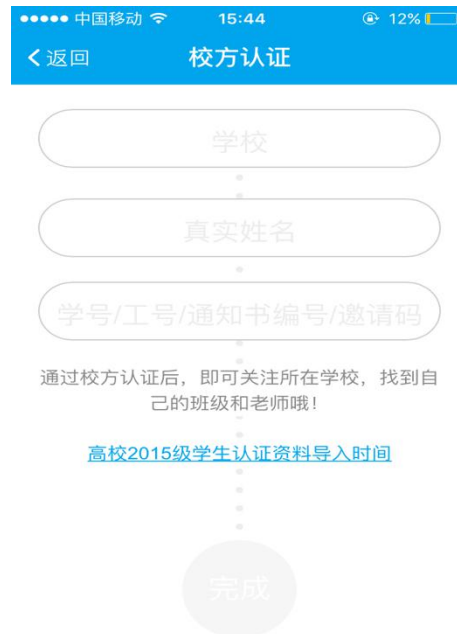 中国移动 15:44 12%
返回 校方认证
学校
真实姓名
学号/工号/通知书编号/邀请码
通过校方认证后，即可关注所在学校，找到自
己的班级和老师哦！
高校2015级学生认证资料导入时间
完成